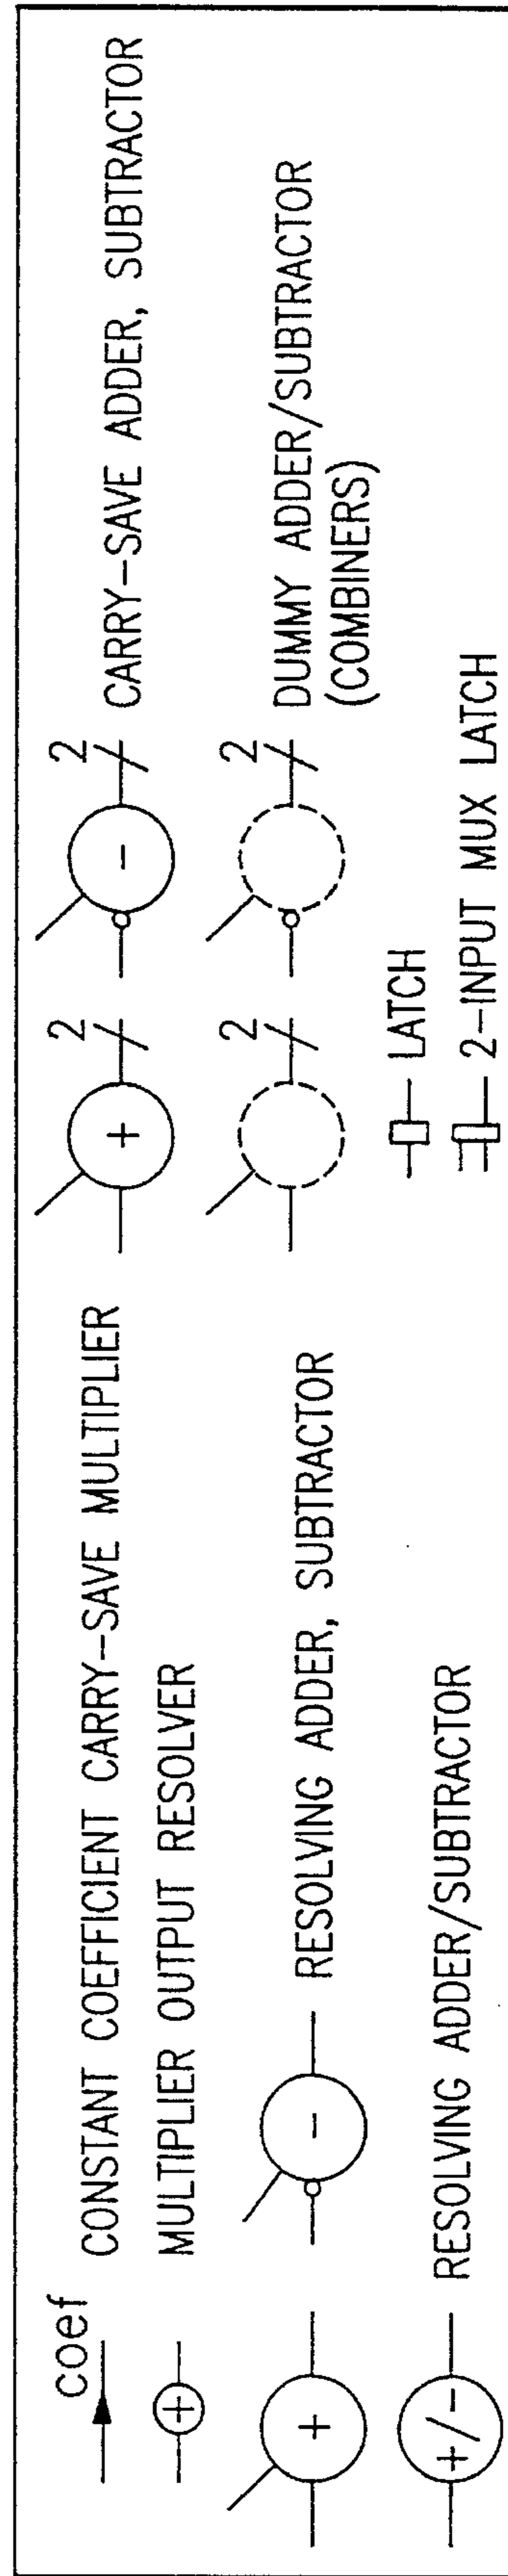 coef
CONSTANT COEFFICIENT CARRY-SAVE MULTIPLIER
+
MULTIPLIER OUTPUT RESOLVER
+
-
RESOLVING ADDER, SUBTRACTOR
+/-
RESOLVING ADDER/SUBTRACTOR
+
2
-
2
CARRY-SAVE ADDER, SUBTRACTOR
2
2
DUMMY ADDER/SUBTRACTOR
(COMBINERS)
LATCH
2-INPUT MUX LATCH